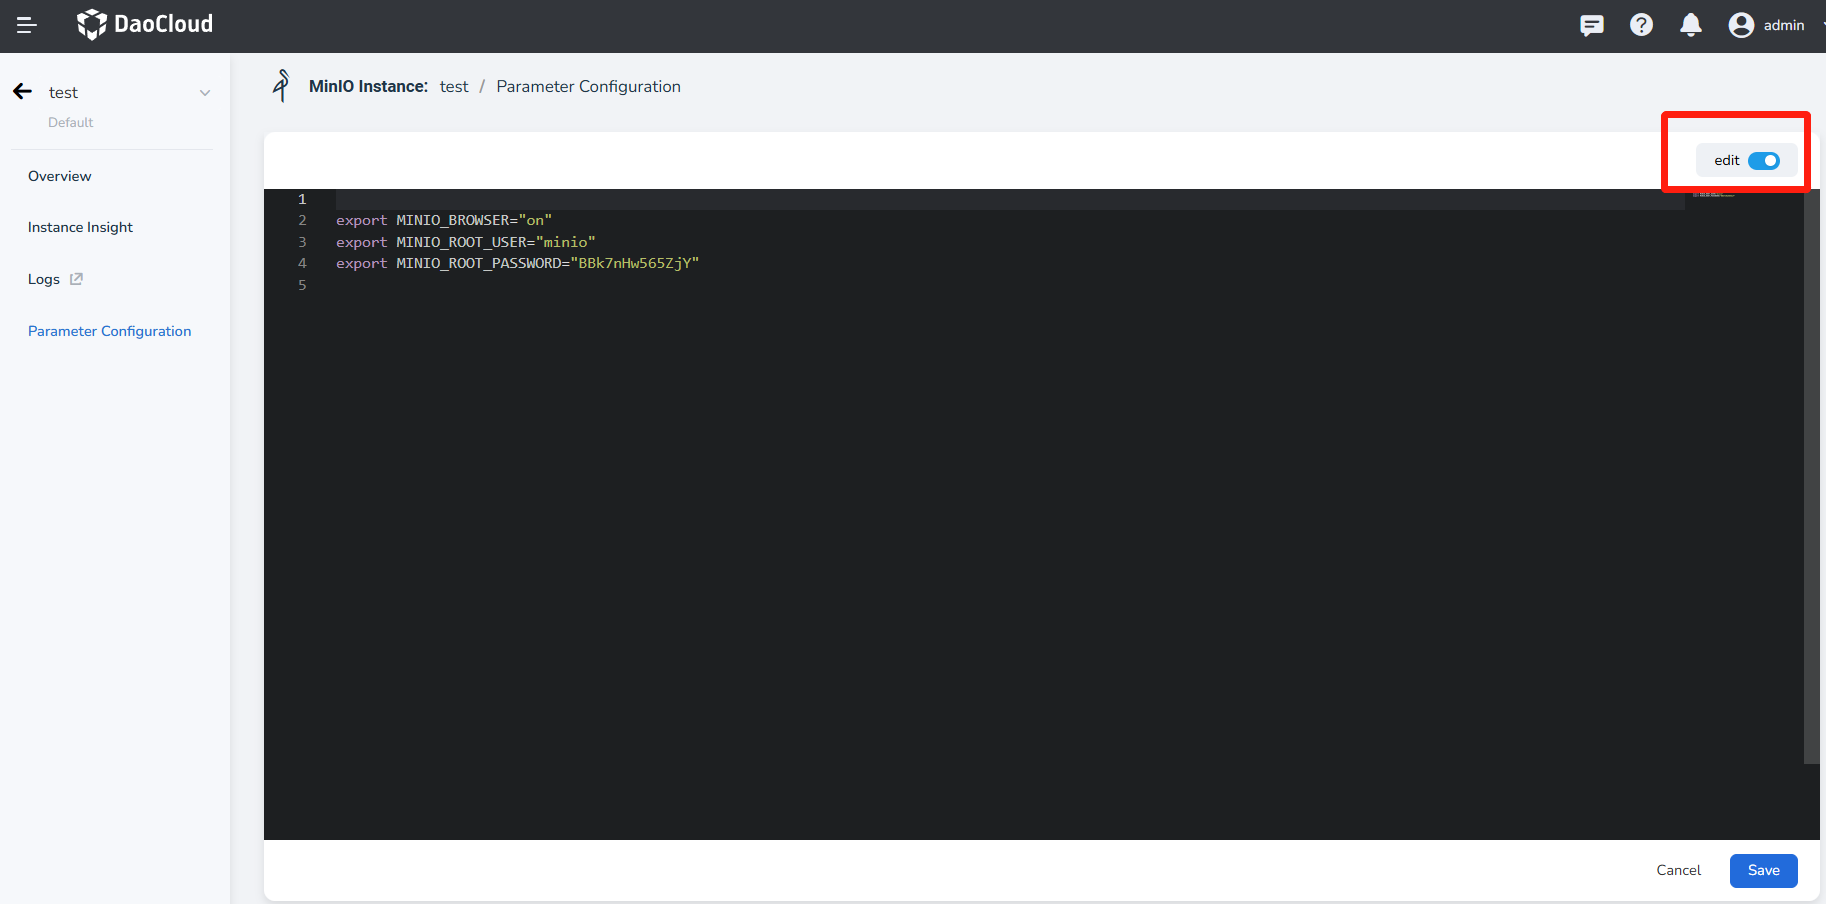 DaoCloud
admin
test
Default
Overview
Instance Insight
Logs
Parameter Configuration
MinIO Instance: test / Parameter Configuration
edit
1
2 export MINIO_BROWSER="on"
3 export MINIO_ROOT_USER="minio"
4 export MINIO_ROOT_PASSWORD="BBk7nHw565ZjY"
5
Cancel
Save